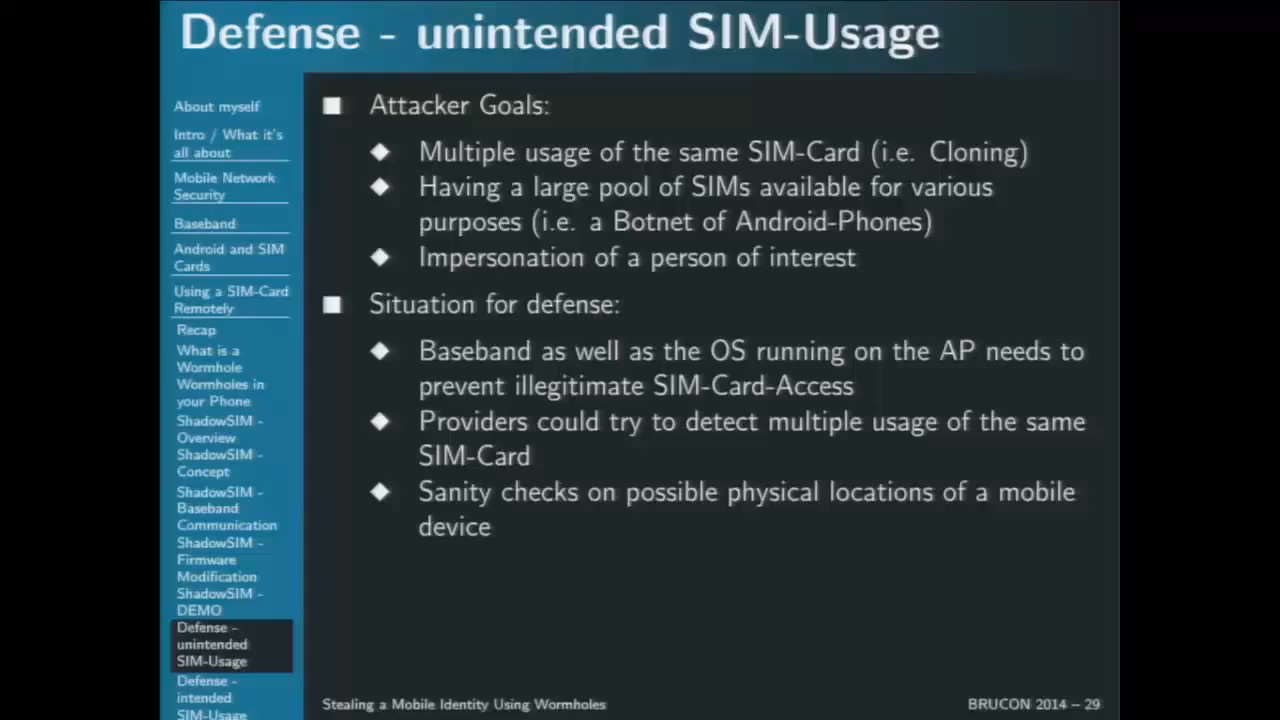 Defense - unintended SIM-Usage
About myself
Intro / What it's
all about
Mobile Network
Security
Baseband
Android and SIM
Cards
Using a SIM-Card
Remotely
Recap
What is a
Wormhole
Wormholes in
your Phone
ShadowSIM -
Overview
ShadowSIM -
Concept
ShadowSIM -
Baseband
Communication
ShadowSIM -
Firmware
Modification
ShadowSIM -
DEMO
Defense -
unintended
SIM-Usage
Defense -
intended
SIM-Usage
Attacker Goals:
Multiple usage of the same SIM-Card (i.e. Cloning)
Having a large pool of SIMs available for various
purposes (i.e. a Botnet of Android-Phones)
Impersonation of a person of interest
Situation for defense:
Baseband as well as the OS running on the AP needs to
prevent illegitimate SIM-Card-Access
Providers could try to detect multiple usage of the same
SIM-Card
Sanity checks on possible physical locations of a mobile
device
Stealing a Mobile Identity Using Wormholes
BRUCON 2014 – 29